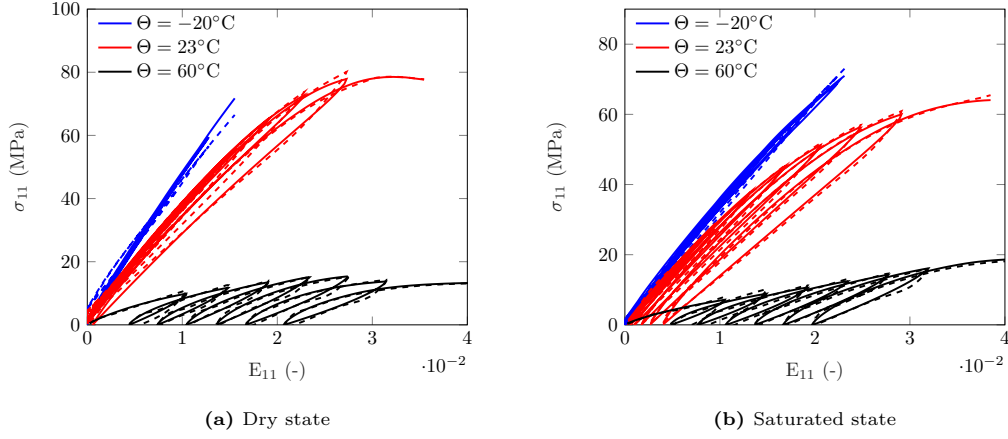 Θ = −20°C
Θ = 23°C
Θ = 60°C
100
80
60
40
20
0
σ11 (MPa)
0 1 2 3 4
E11 (-)
·10−2
(a) Dry state
Θ = −20°C
Θ = 23°C
Θ = 60°C
80
60
40
20
0
σ11 (MPa)
0 1 2 3 4
E11 (-)
·10−2
(b) Saturated state